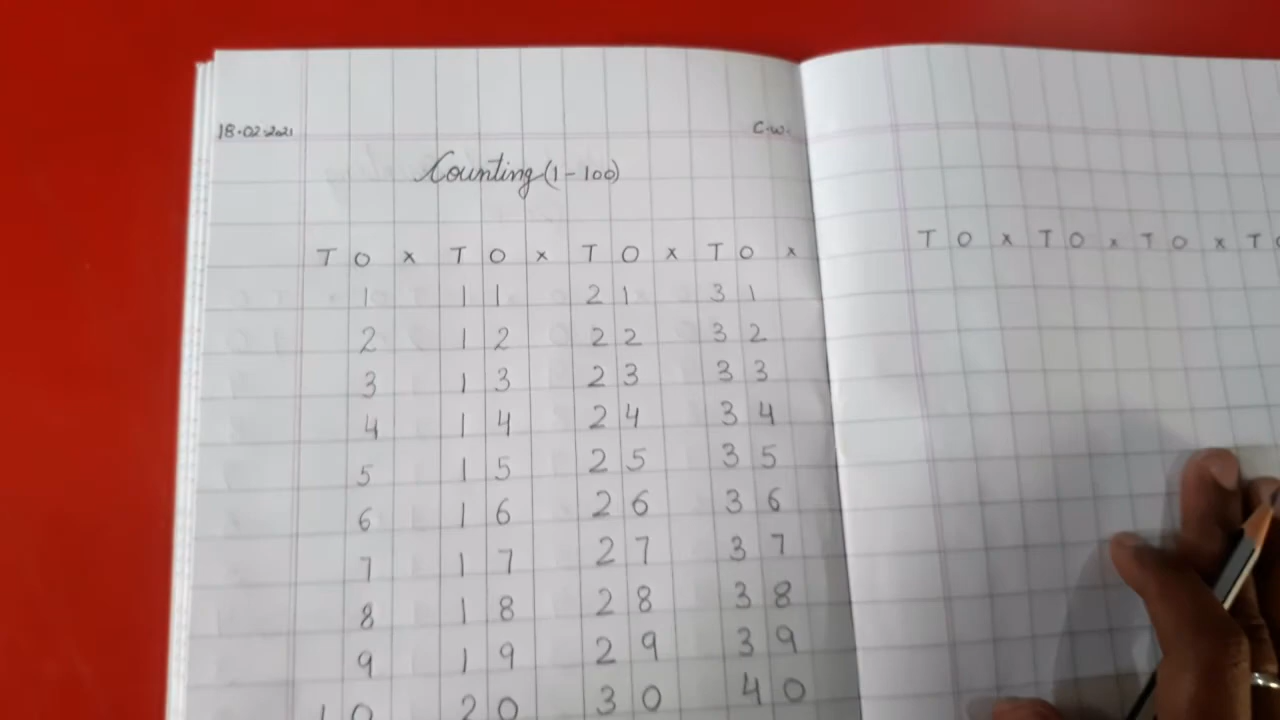 18.02.2021 C.W.
Counting (1-100)
T O x T O x T O x T O x
1 1 1 2 1 3 1
2 1 2 2 2 3 2
3 1 3 2 3 3 3
4 1 4 2 4 3 4
5 1 5 2 5 3 5
6 1 6 2 6 3 6
7 1 7 2 7 3 7
8 1 8 2 8 3 8
9 1 9 2 9 3 9
1 0 2 0 3 0 4 0
T O x T O x T O x T O